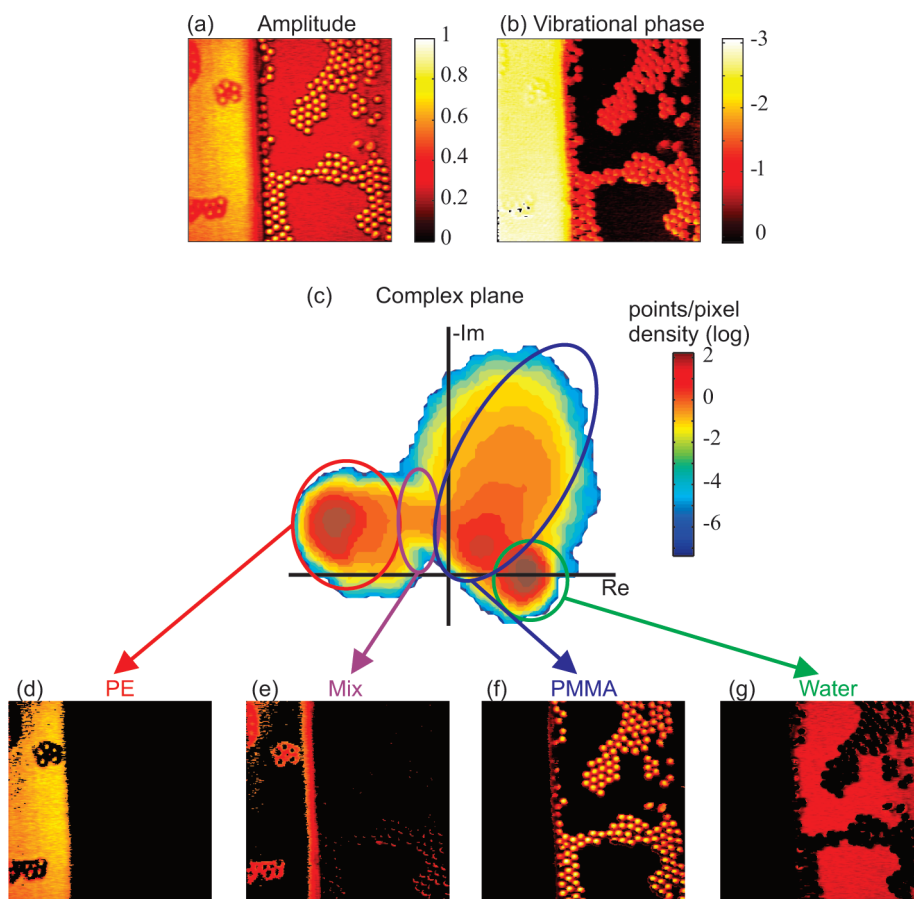 (a) Amplitude
(b) Vibrational phase
1
0.8
0.6
0.4
0.2
0
-3
-2
-1
0
(c) Complex plane
-Im
Re
points/pixel
density (log)
2
0
-2
-4
-6
(d) PE
(e) Mix
(f) PMMA
(g) Water